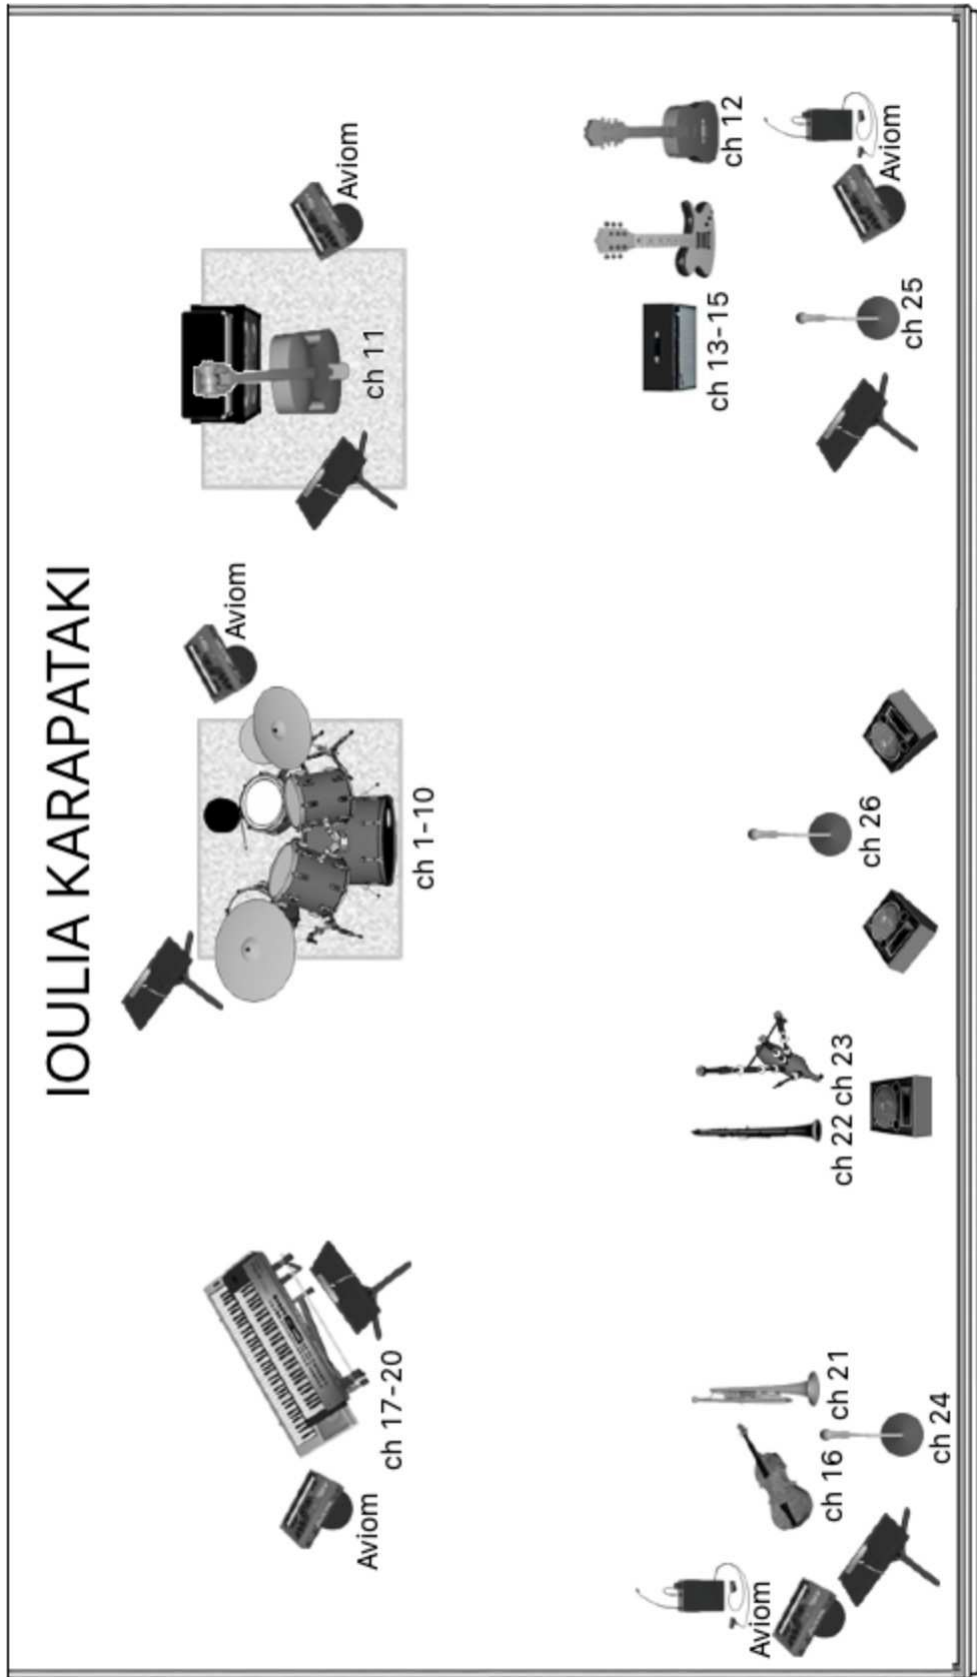 IOULIA KARAPATAKI
Aviom
Aviom
ch 11
ch 1-10
ch 17-20
Aviom
ch 12
ch 13-15
Aviom
ch 25
ch 26
ch 22 ch 23
ch 21
ch 16
ch 24
Aviom